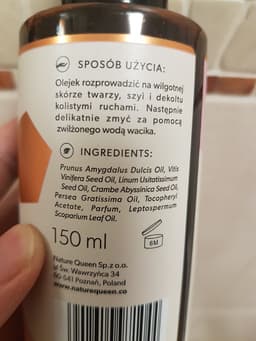 SPOSÓB UŻYCIA:
Olejek rozprowadzić na wilgotnej
skórze twarzy, szyi i dekoltu
kolistymi ruchami. Następnie
delikatnie zmyć za pomocą
zwilżonego wodą wacika.
INGREDIENTS:
Prunus Amygdalus Dulcis Oil, Vitis
Vinifera Seed Oil, Linum Usitatissimum
Seed Oil, Crambe Abyssinica Seed Oil,
Persea Gratissima Oil, Tocopheryl
Acetate, Parfum, Leptospermum
Scoparium Leaf Oil.
150 ml
6M
Nature Queen Sp.z o.o.
ul Św. Wawrzyńca 34
60-541 Poznań, Poland
www.naturequeen.co